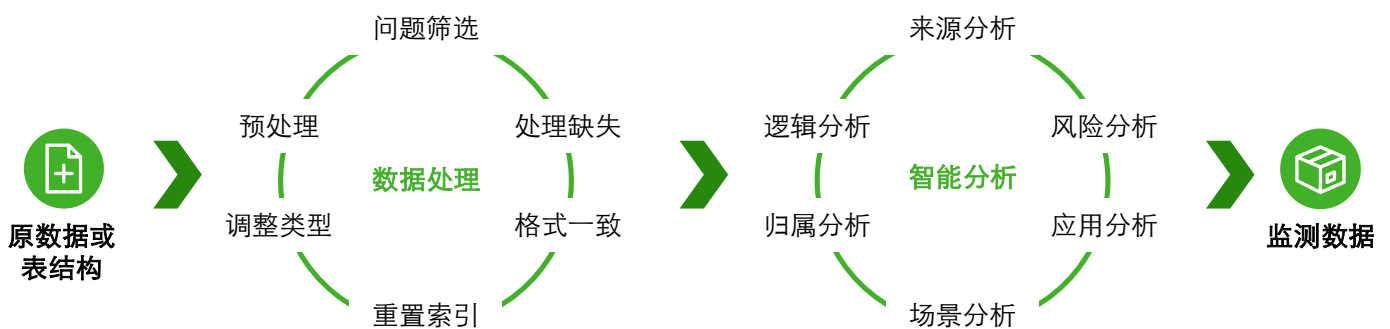 原数据或
表结构
问题筛选
预处理
处理缺失
数据处理
调整类型
格式一致
重置索引
来源分析
逻辑分析
风险分析
智能分析
归属分析
应用分析
场景分析
监测数据